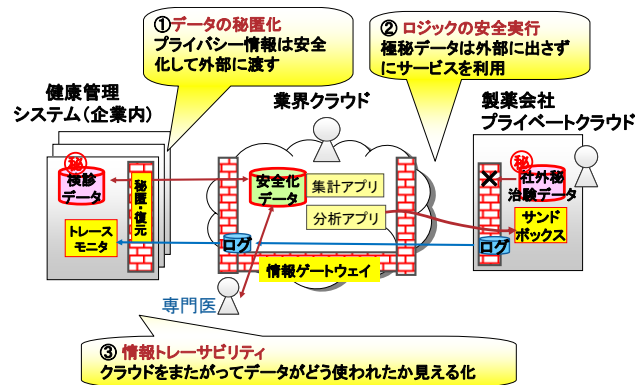 ①データの秘匿化
プライバシー情報は安全
化して外部に渡す
② ロジックの安全実行
極秘データは外部に出さず
にサービスを利用
健康管理
システム（企業内）
業界クラウド
製薬会社
プライベートクラウド
秘
検診
データ
秘匿・復元
トレース
モニタ
安全化
データ
集計アプリ
分析アプリ
ログ
情報ゲートウェイ
秘
社外秘
治験データ
サンド
ボックス
ログ
専門医
③ 情報トレーサビリティ
クラウドをまたがってデータがどう使われたか見える化